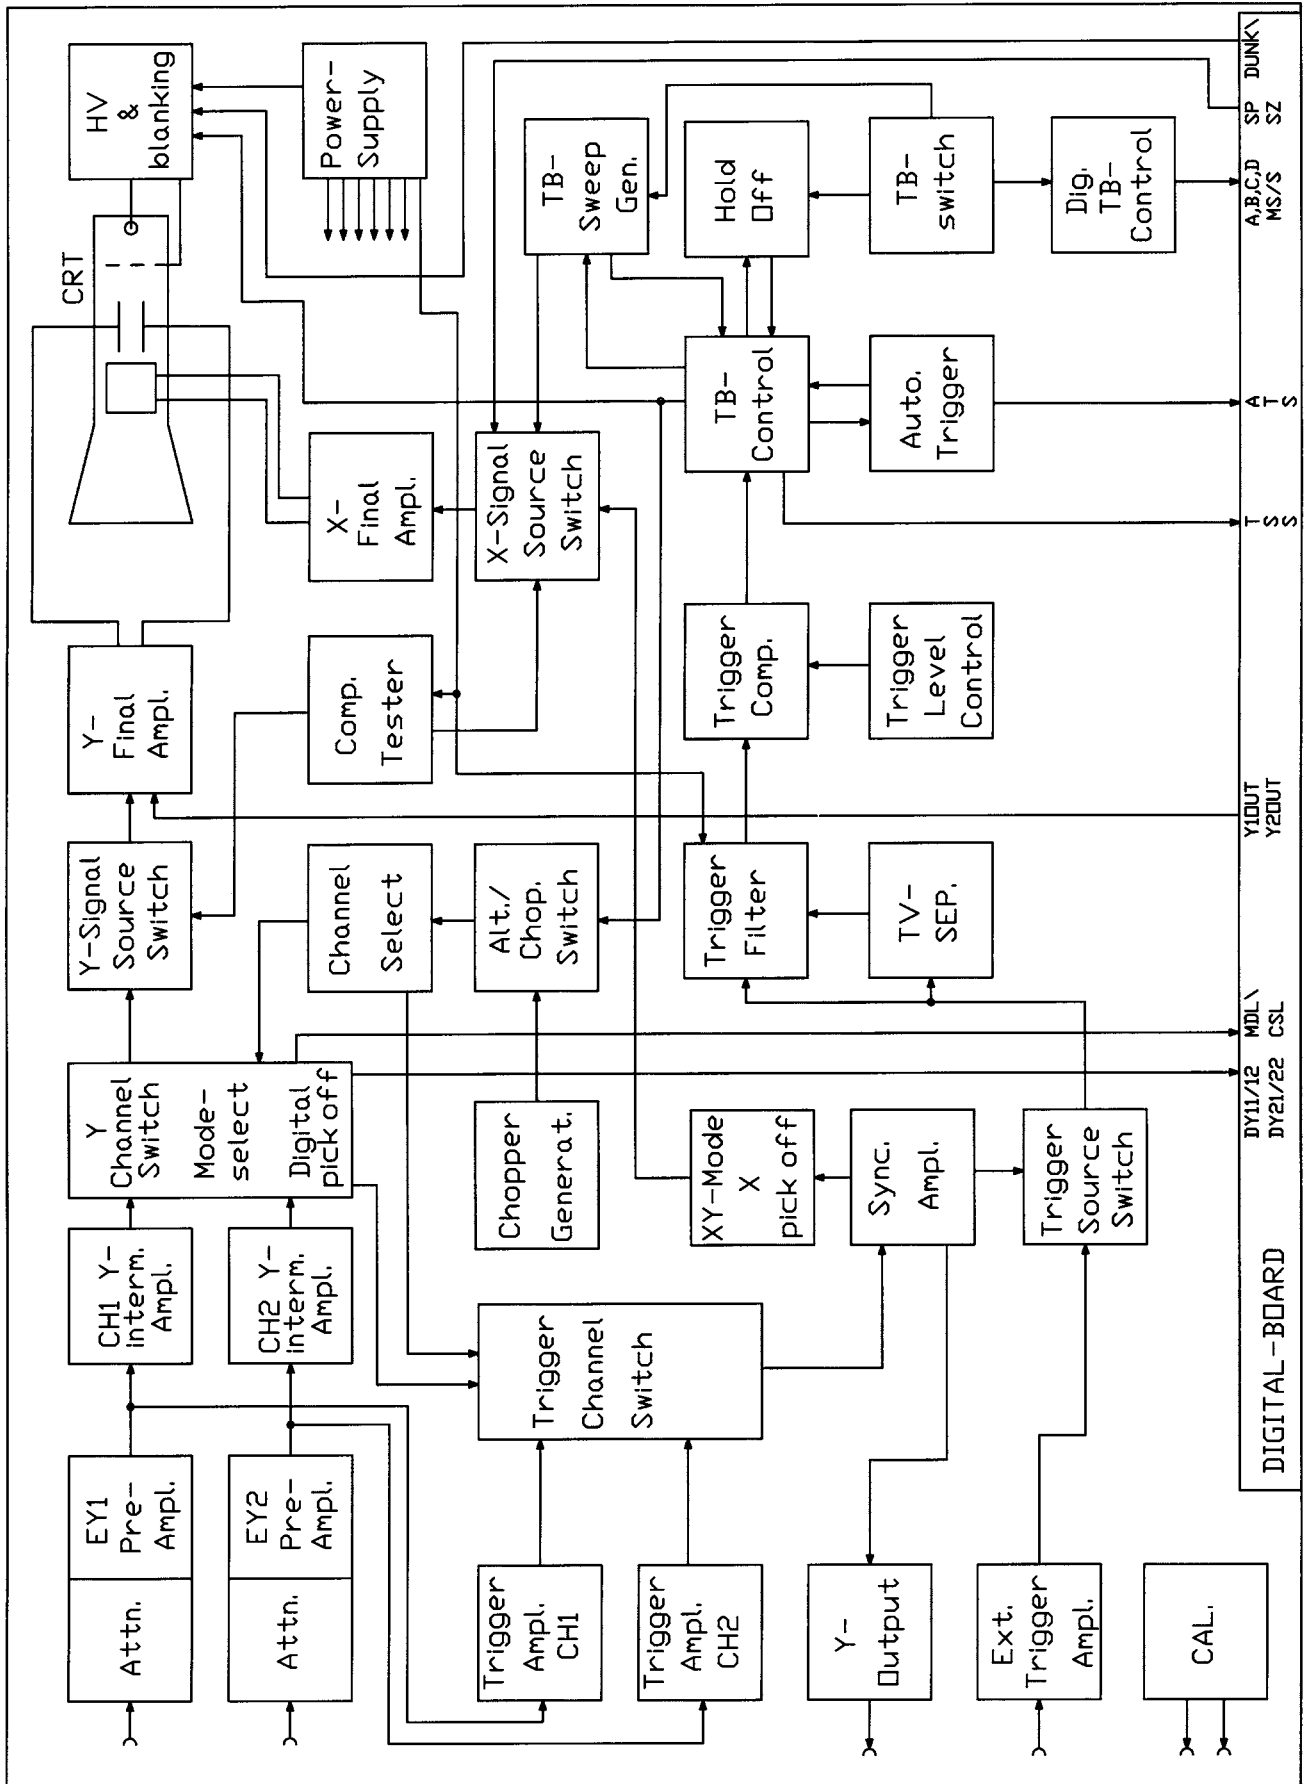 Attn.
EY1
Pre-
Ampl.
CH1 Y-
interm.
Ampl.
Y
Channel
Switch
Mode-
select
Digital
pick off
Y-Signal
Source
Switch
Y-
Final
Ampl.
CRT
HV
&
blanking
Attn.
EY2
Pre-
Ampl.
CH2 Y-
interm.
Ampl.
Channel
Select
Comp.
Tester
X-
Final
Ampl.
Power-
Supply
Trigger
Ampl.
CH1
Trigger
Channel
Switch
Chopper
Generat.
Alt./
Chop.
Switch
X-Signal
Source
Switch
TB-
Sweep
Gen.
Trigger
Ampl.
CH2
XY-Mode
X
pick off
Trigger
Filter
Trigger
Comp.
TB-
Control
Hold
Off
Y-
Output
Sync.
Ampl.
TV-
SEP.
Trigger
Level
Control
Auto.
Trigger
TB-
switch
Ext.
Trigger
Ampl.
Trigger
Source
Switch
Dig.
TB-
Control
CAL.
DIGITAL-BOARD
DY11/12
DY21/22
MDL\
CSL
Y1OUT
Y2OUT
T
S
S
A
T
S
A,B,C,D
MS/S
SP
SZ
DUNK\